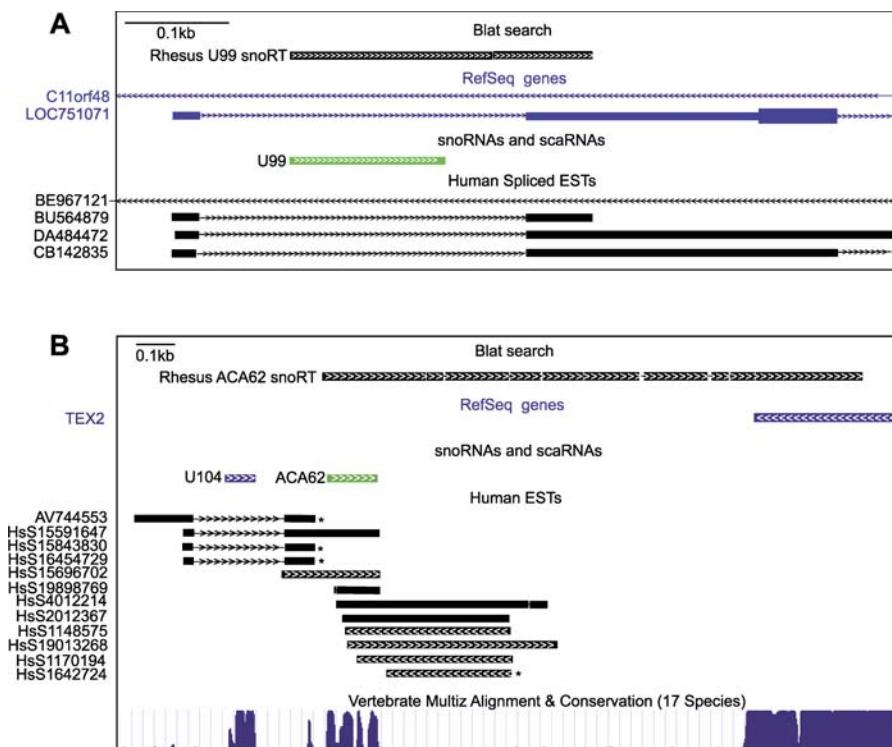 A
0.1kb
Blat search
Rhesus U99 snoRT
RefSeq genes
C11orf48
LOC751071
snoRNAs and scaRNAs
U99
Human Spliced ESTs
BE967121
BU564879
DA484472
CB142835
B
0.1kb
Blat search
Rhesus ACA62 snoRT
RefSeq genes
TEX2
snoRNAs and scaRNAs
U104 ACA62
Human ESTs
AV744553 *
HsS15591647
HsS15843830 *
HsS16454729 *
HsS15696702
HsS19898769
HsS4012214
HsS2012367
HsS1148575
HsS19013268
HsS1170194
HsS1642724 *
Vertebrate Multiz Alignment & Conservation (17 Species)